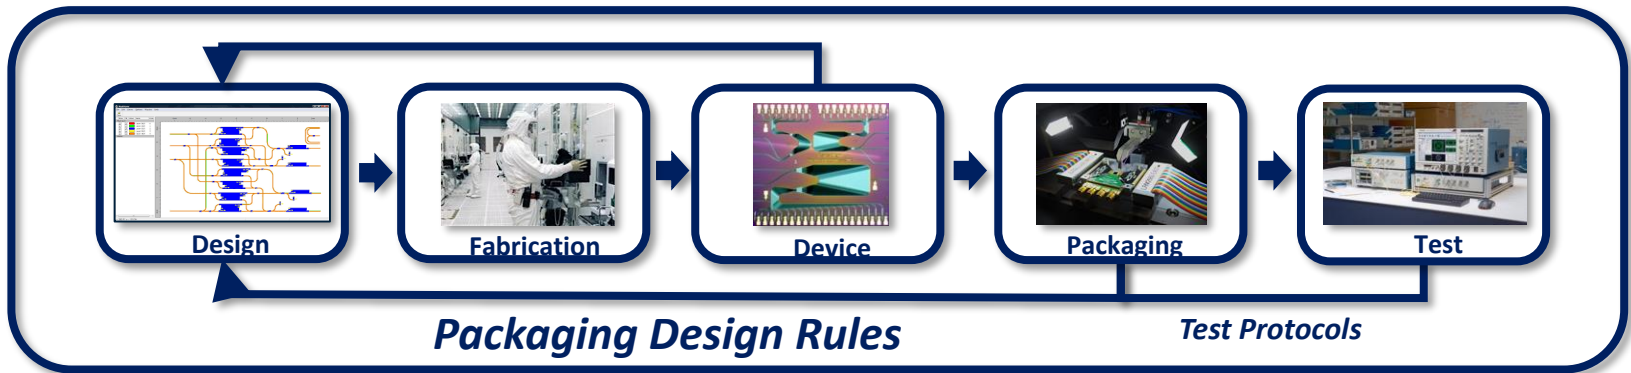 Design
Fabrication
Device
Packaging
Test
Packaging Design Rules
Test Protocols